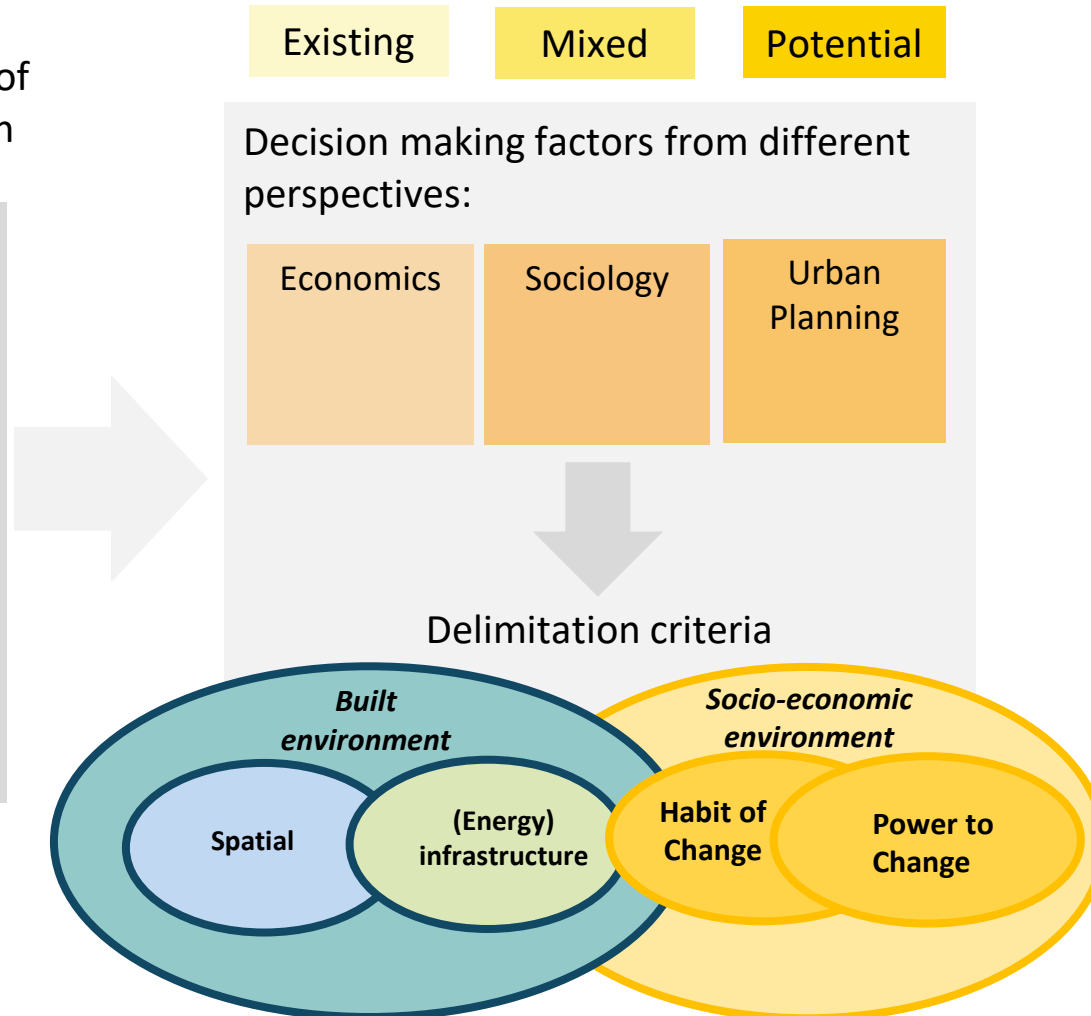 Existing
Mixed
Potential
of
Decision making factors from different
perspectives:
Economics
Sociology
Urban
Planning
Delimitation criteria
Built
environment
Socio-economic
environment
Spatial
(Energy)
infrastructure
Habit of
Change
Power to
Change